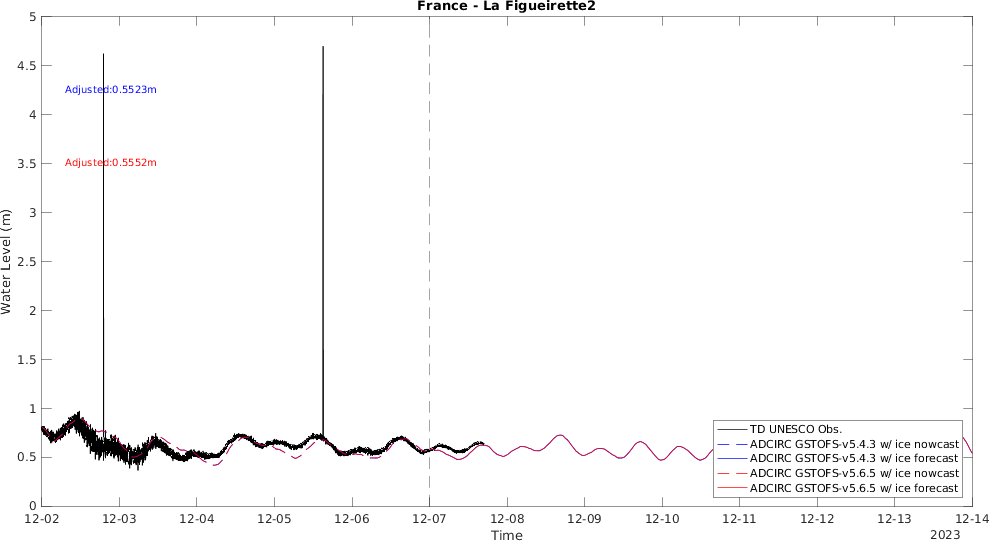 France - La Figueirette2
5
4.5
4
3.5
3
2.5
2
1.5
1
0.5
0
Water Level (m)
Adjusted:0.5523m
Adjusted:0.5552m
TD UNESCO Obs.
ADCIRC GSTOFS-v5.4.3 w/ ice nowcast
ADCIRC GSTOFS-v5.4.3 w/ ice forecast
ADCIRC GSTOFS-v5.6.5 w/ ice nowcast
ADCIRC GSTOFS-v5.6.5 w/ ice forecast
12-02 12-03 12-04 12-05 12-06 12-07 12-08 12-09 12-10 12-11 12-12 12-13 12-14
Time
2023